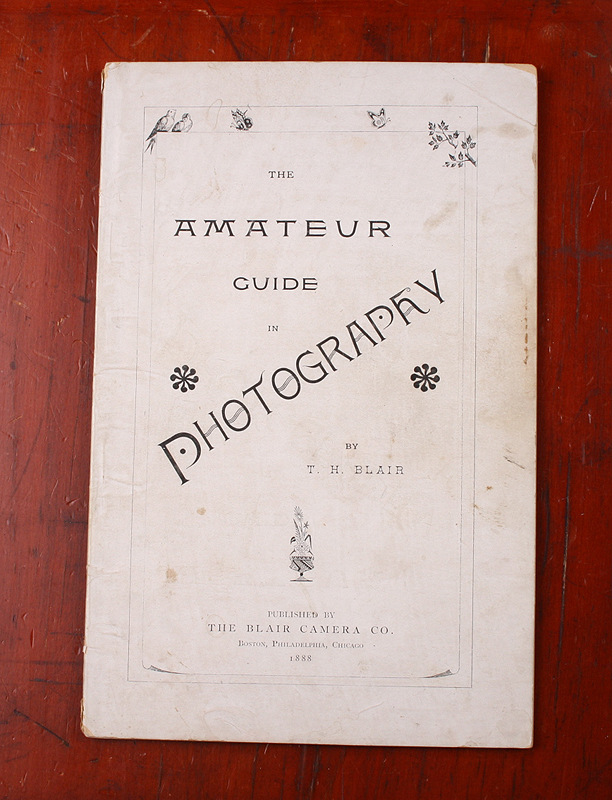 THE
AMATEUR
GUIDE
IN
PHOTOGRAPHY
BY
T. H. BLAIR
PUBLISHED BY
THE BLAIR CAMERA CO.
BOSTON, PHILADELPHIA, CHICAGO
1888